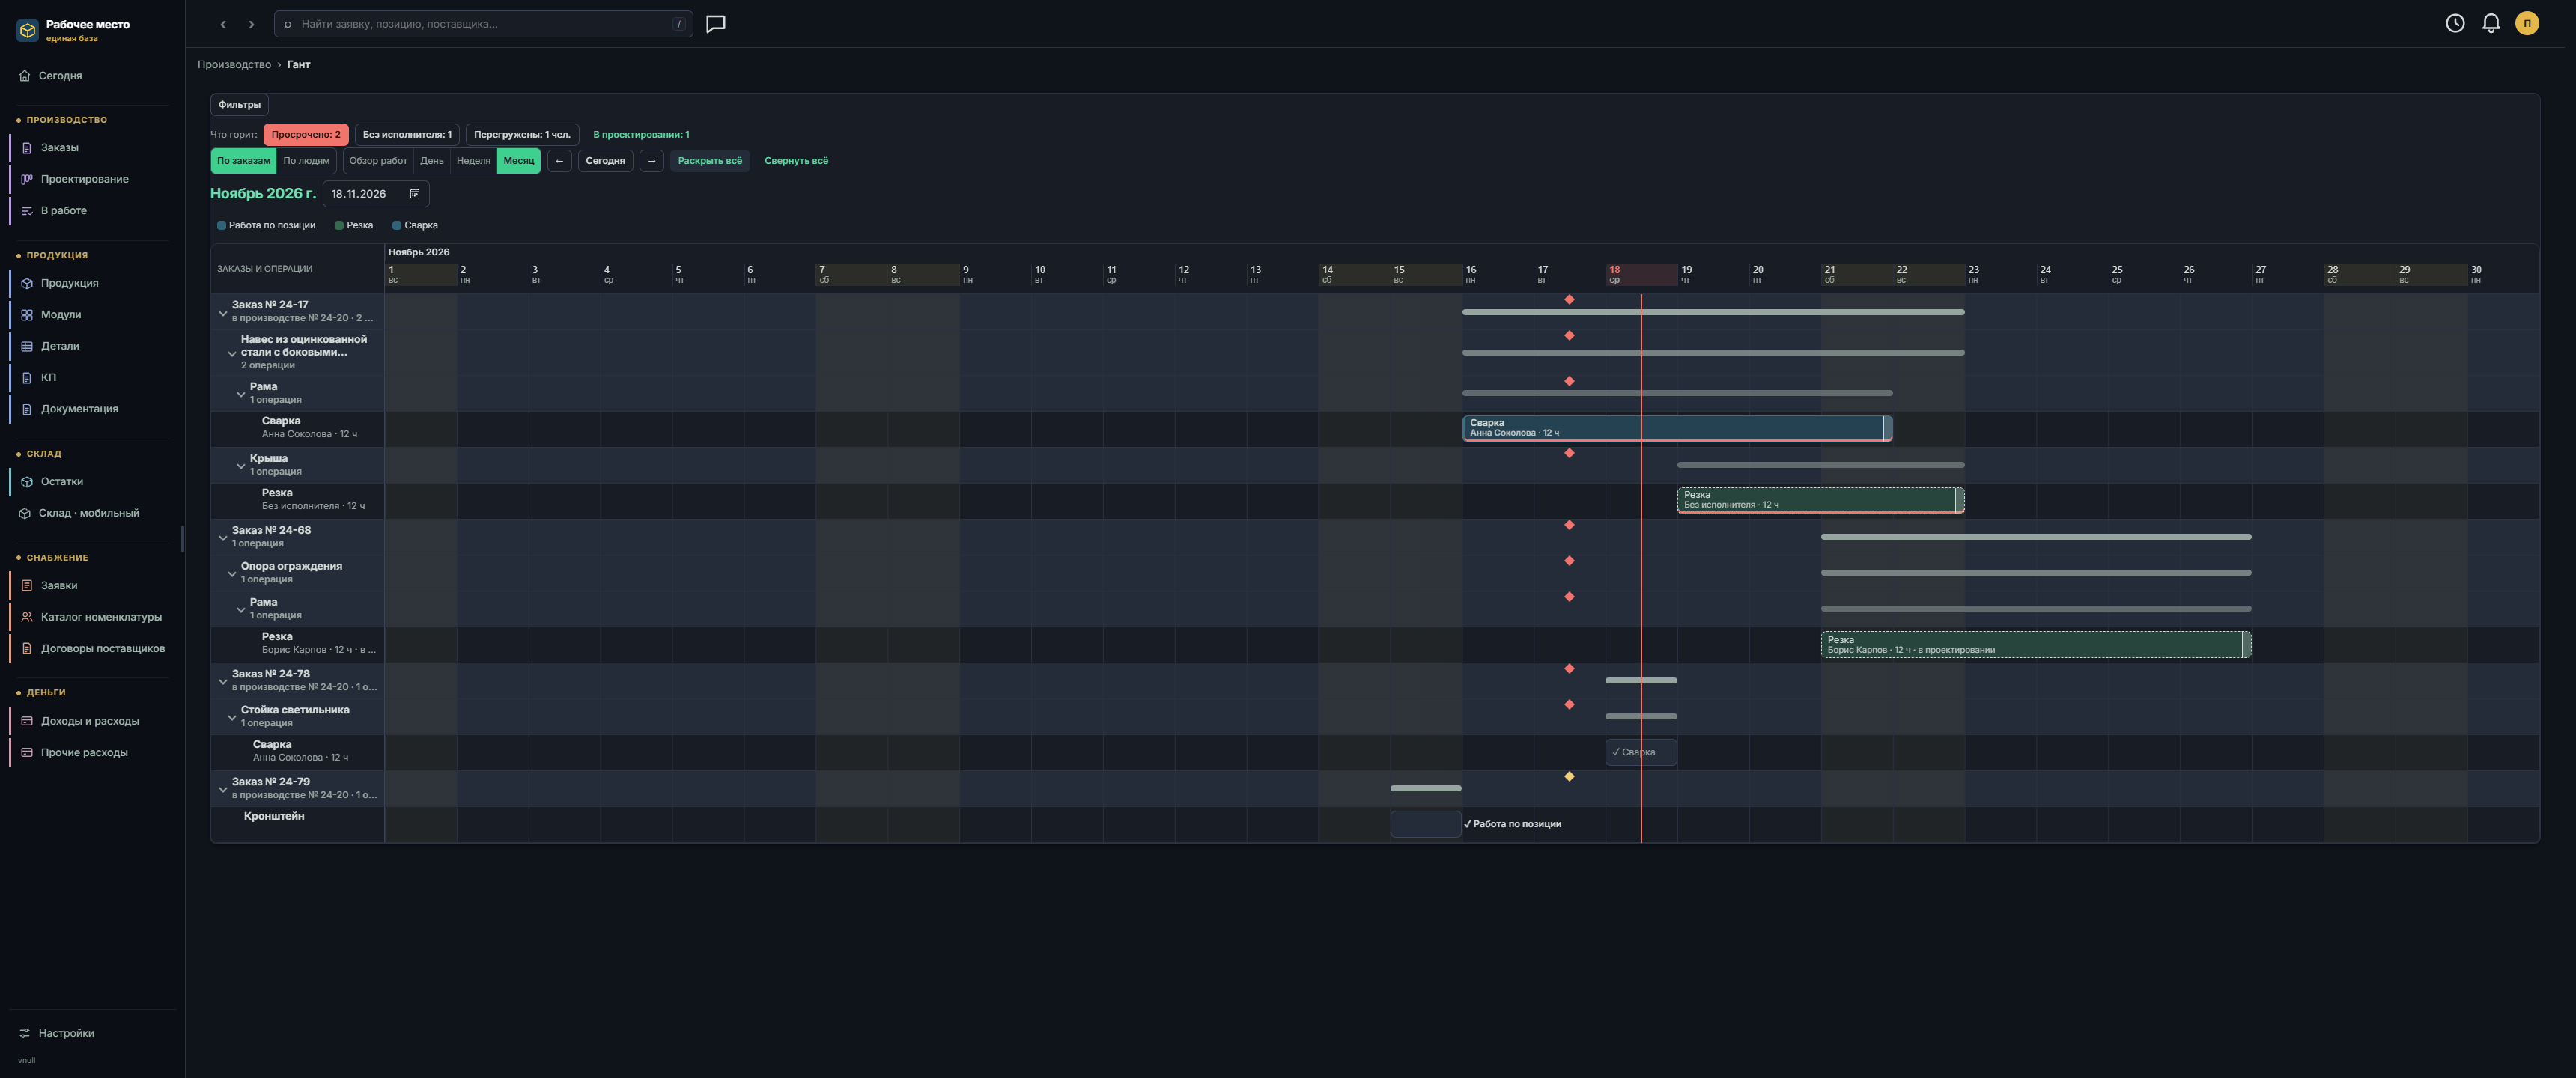 Рабочее место
единая база
Найти заявку, позицию, поставщика... /
П
Сегодня
ПРОИЗВОДСТВО
Заказы
Проектирование
В работе
ПРОДУКЦИЯ
Продукция
Модули
Детали
КП
Документация
СКЛАД
Остатки
Склад · мобильный
СНАБЖЕНИЕ
Заявки
Каталог номенклатуры
Договоры поставщиков
ДЕНЬГИ
Доходы и расходы
Прочие расходы
Настройки
vnull
Производство › Гант
Фильтры
Что горит: Просрочено: 2 Без исполнителя: 1 Перегружены: 1 чел. В проектировании: 1
По заказам По людям Обзор работ День Неделя Месяц ← Сегодня → Раскрыть всё Свернуть всё
Ноябрь 2026 г. 18.11.2026
Работа по позиции Резка Сварка
ЗАКАЗЫ И ОПЕРАЦИИ
Ноябрь 2026
1 2 3 4 5 6 7 8 9 10 11 12 13 14 15 16 17 18 19 20 21 22 23 24 25 26 27 28 29 30
вс пн вт ср чт пт сб вс пн вт ср чт пт сб вс пн вт ср чт пт сб вс пн вт ср чт пт сб вс пн
Заказ № 24-17
в производстве № 24-20 · 2 ...
Навес из оцинкованной
стали с боковыми...
2 операции
Рама
1 операция
Сварка
Анна Соколова · 12 ч
Сварка
Анна Соколова · 12 ч
Крыша
1 операция
Резка
Без исполнителя · 12 ч
Резка
Без исполнителя · 12 ч
Заказ № 24-68
1 операция
Опора ограждения
1 операция
Рама
1 операция
Резка
Борис Карпов · 12 ч · в ...
Резка
Борис Карпов · 12 ч · в проектировании
Заказ № 24-78
в производстве № 24-20 · 1 о...
Стойка светильника
1 операция
Сварка
Анна Соколова · 12 ч
✓ Сварка
Заказ № 24-79
в производстве № 24-20 · 1 о...
Кронштейн
✓ Работа по позиции